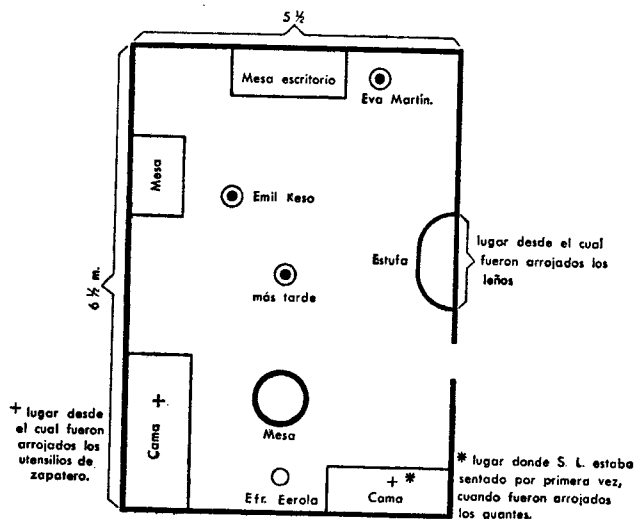 5 ½
Mesa escritorio
Eva Martín.
Mesa
Emil Keso
6 ½ m.
Estufa
lugar desde el cual
fueron arrojados los
leños
más tarde
+ lugar desde
el cual fueron
arrojados los
utensilios de
zapatero.
Cama +
Mesa
Efr. Eerola
+ *
Cama
* lugar donde S. L. estaba
sentado por primera vez,
cuando fueron arrojados
los guantes.